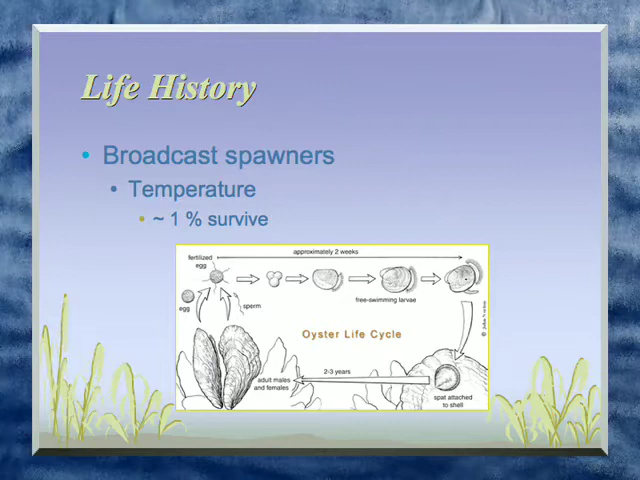 Life History
• Broadcast spawners
• Temperature
• ~ 1 % survive
approximately 2 weeks
fertilized
egg
egg
sperm
free-swimming larvae
Oyster Life Cycle
2-3 years
adult males
and females
spat attached
to shell